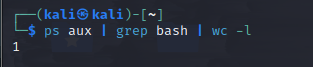 ┌──(kali㉿kali)-[~]
└─$ ps aux | grep bash | wc -l
1